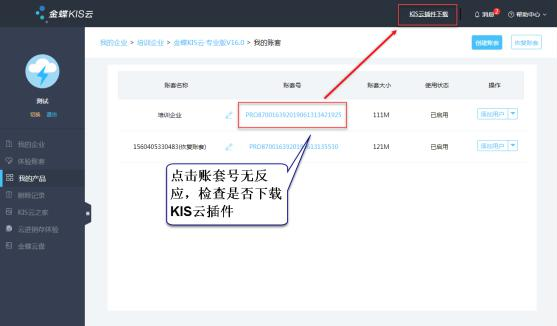 金蝶KIS云
KIS云插件下载 消息 2 帮助中心
我的企业 > 培训企业 > 金蝶KIS云·专业版V16.0 > 我的账套
创建账套 恢复账套
测试
切换 退出
我的企业
体验账套
我的产品
删除记录
KIS云之家
云进销存体验
金蝶云盘
账套名称 账套号 账套大小 使用状态 操作
培训企业 PRD870016392019061313421925 111M 已启用 添加用户
1560405330483(恢复账套) 121M 已启用 添加用户
点击账套号无反
应，检查是否下载
KIS云插件